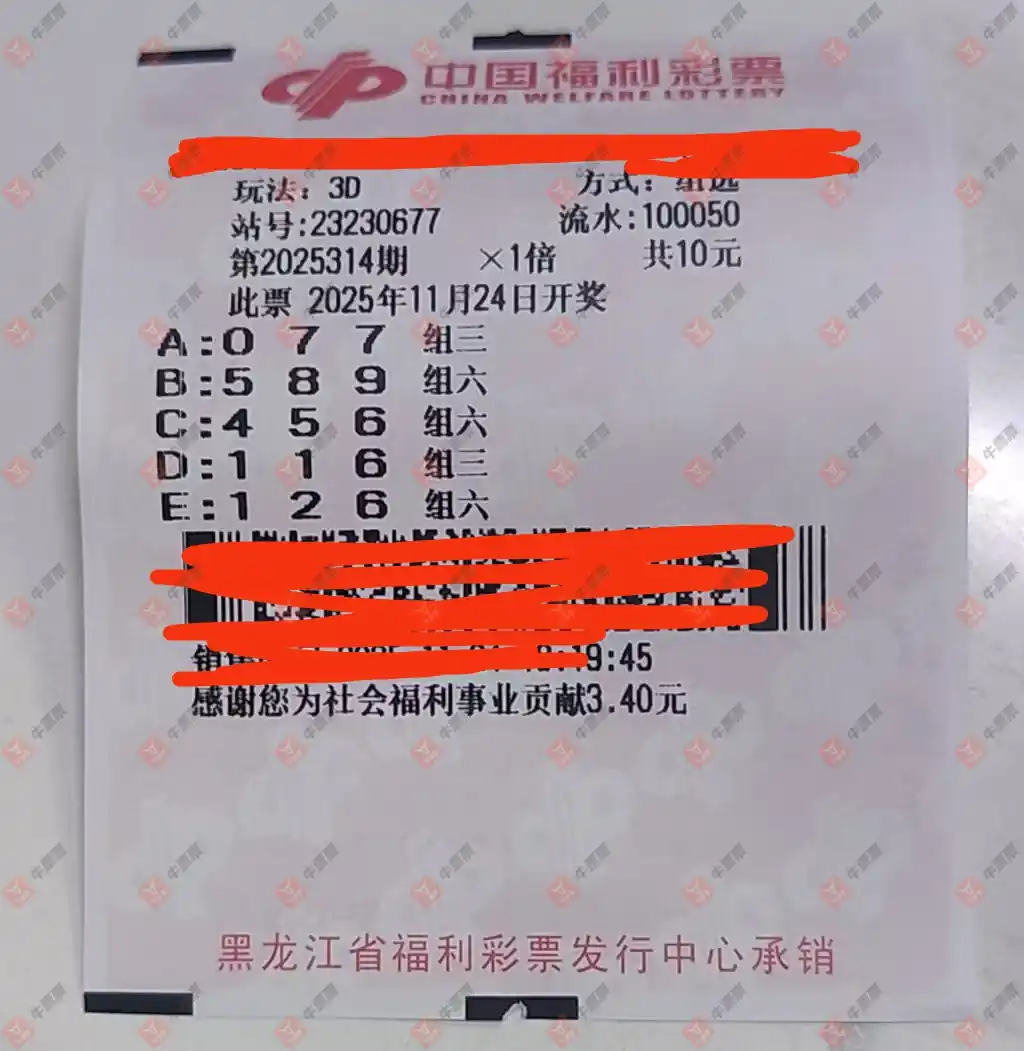 中国福利彩票
CHINA WELFARE LOTTERY
玩法：3D 方式：组选
站号:23230677 流水:100050
第2025314期 ×1倍 共10元
此票 2025年11月24日开奖
A:0 7 7 组三
B:5 8 9 组六
C:4 5 6 组六
D:1 1 6 组三
E:1 2 6 组六
:19:45
感谢您为社会福利事业贡献3.40元
黑龙江省福利彩票发行中心承销